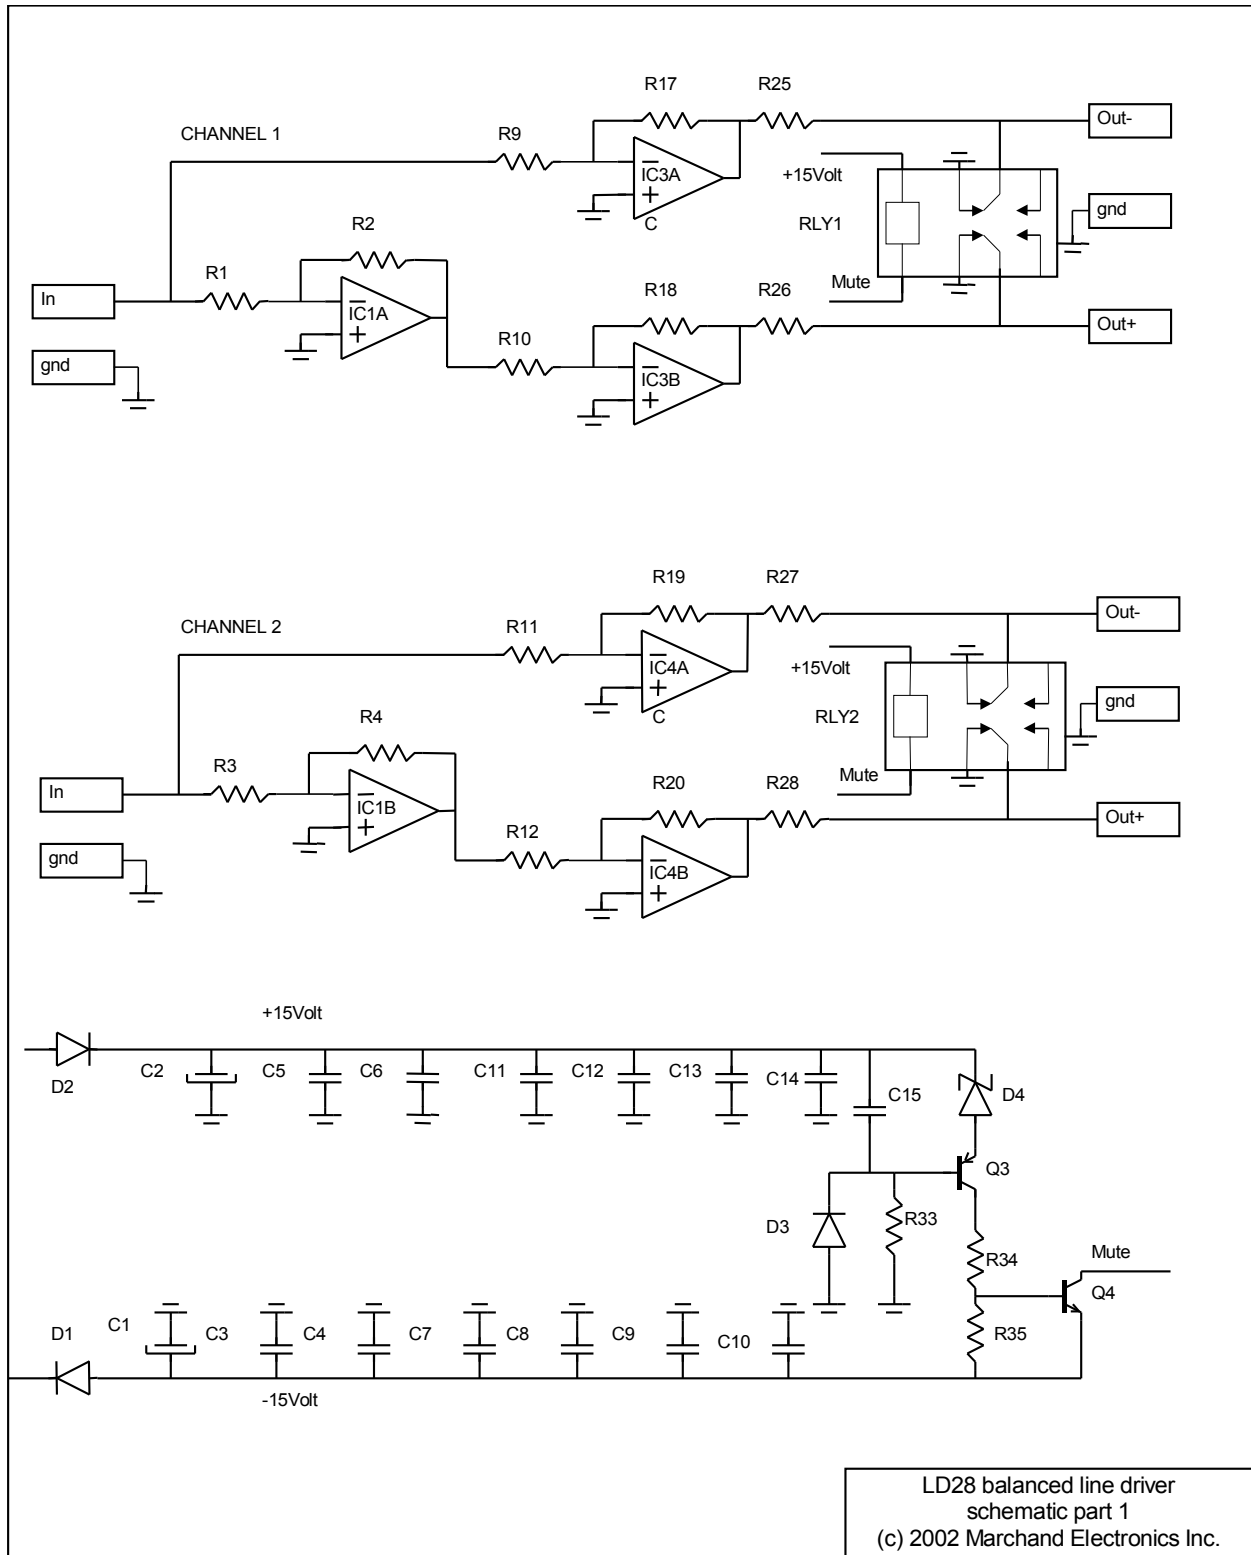 R17
R25
Out-
CHANNEL 1
R9
IC3A
+15Volt
C
R2
RLY1
gnd
R1
Mute
In
IC1A
R18
R26
Out+
R10
gnd
IC3B
R19
R27
Out-
CHANNEL 2
R11
IC4A
+15Volt
C
R4
RLY2
gnd
R3
Mute
In
IC1B
R20
R28
Out+
R12
gnd
IC4B
+15Volt
D2
C2
C5
C6
C11
C12
C13
C14
C15
D4
Q3
D3
R33
R34
Mute
Q4
D1
C1
C3
C4
C7
C8
C9
C10
R35
-15Volt
LD28 balanced line driver
schematic part 1
(c) 2002 Marchand Electronics Inc.